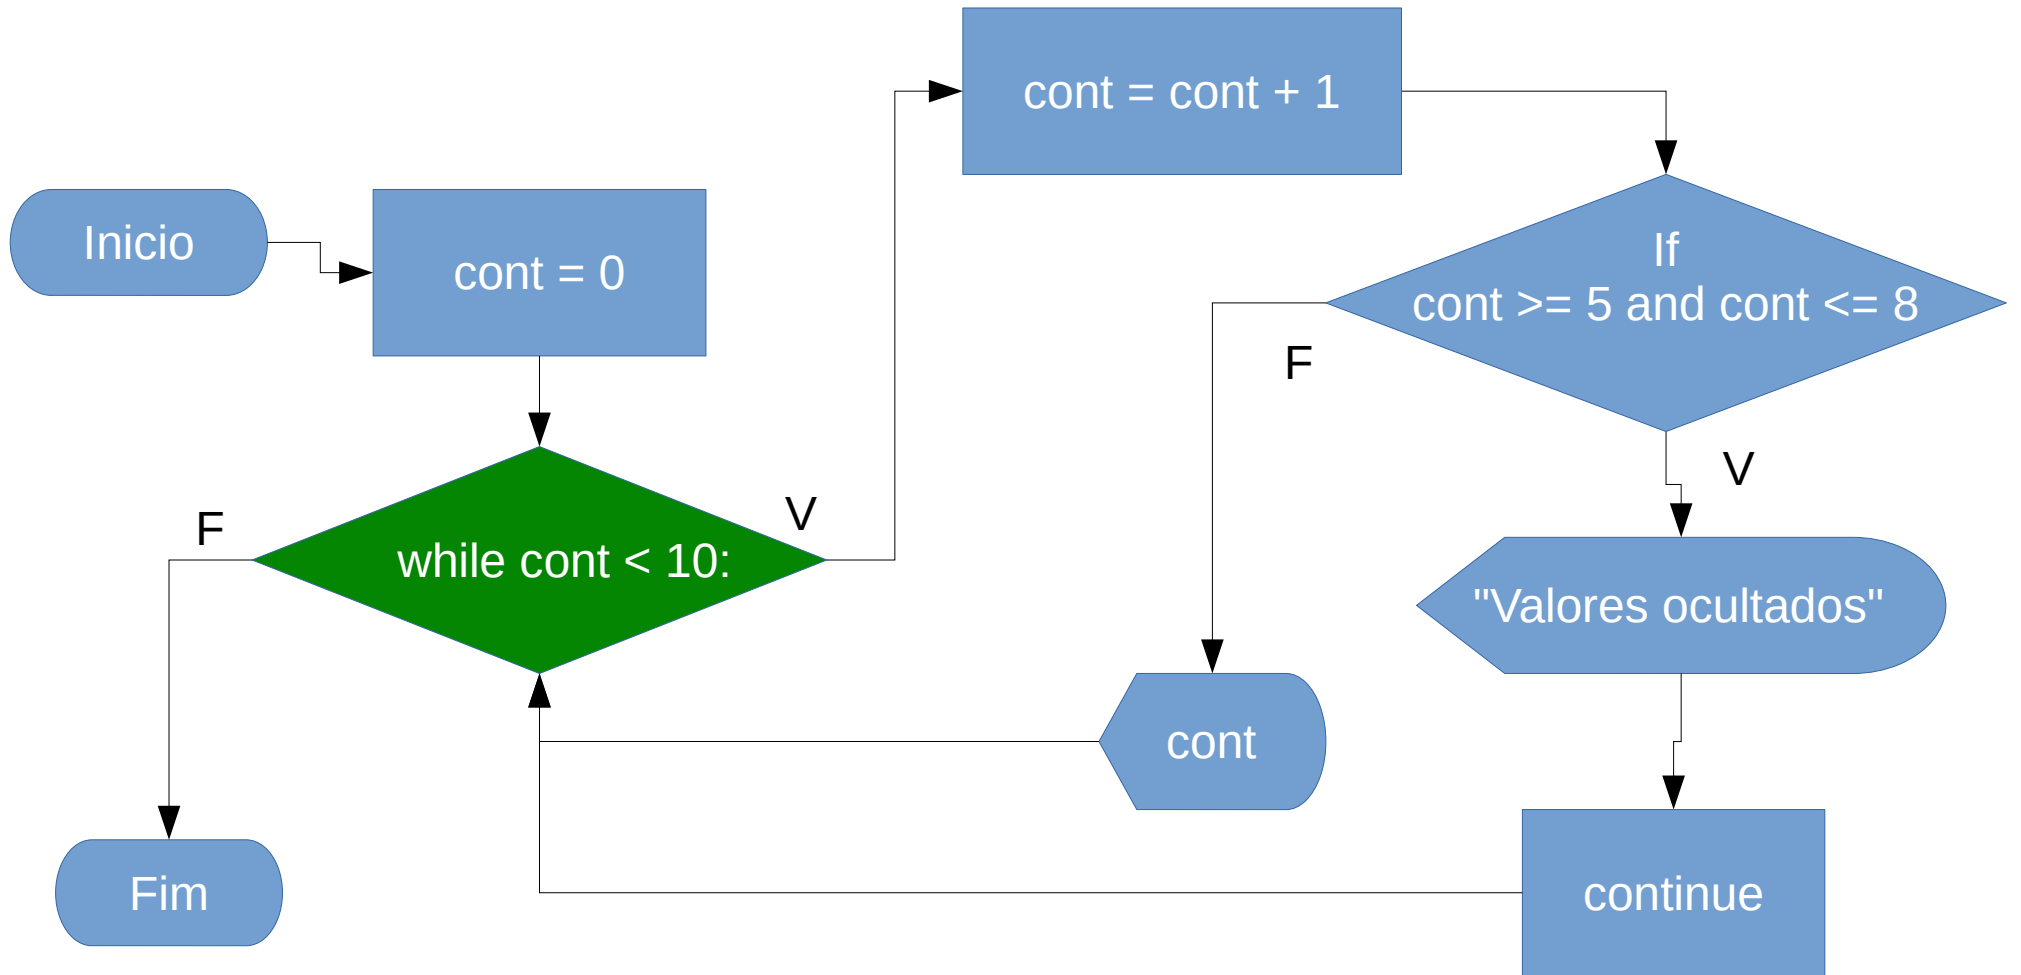 Inicio
cont = 0
while cont < 10:
F
V
cont = cont + 1
If
cont >= 5 and cont <= 8
F
V
"Valores ocultados"
cont
continue
Fim